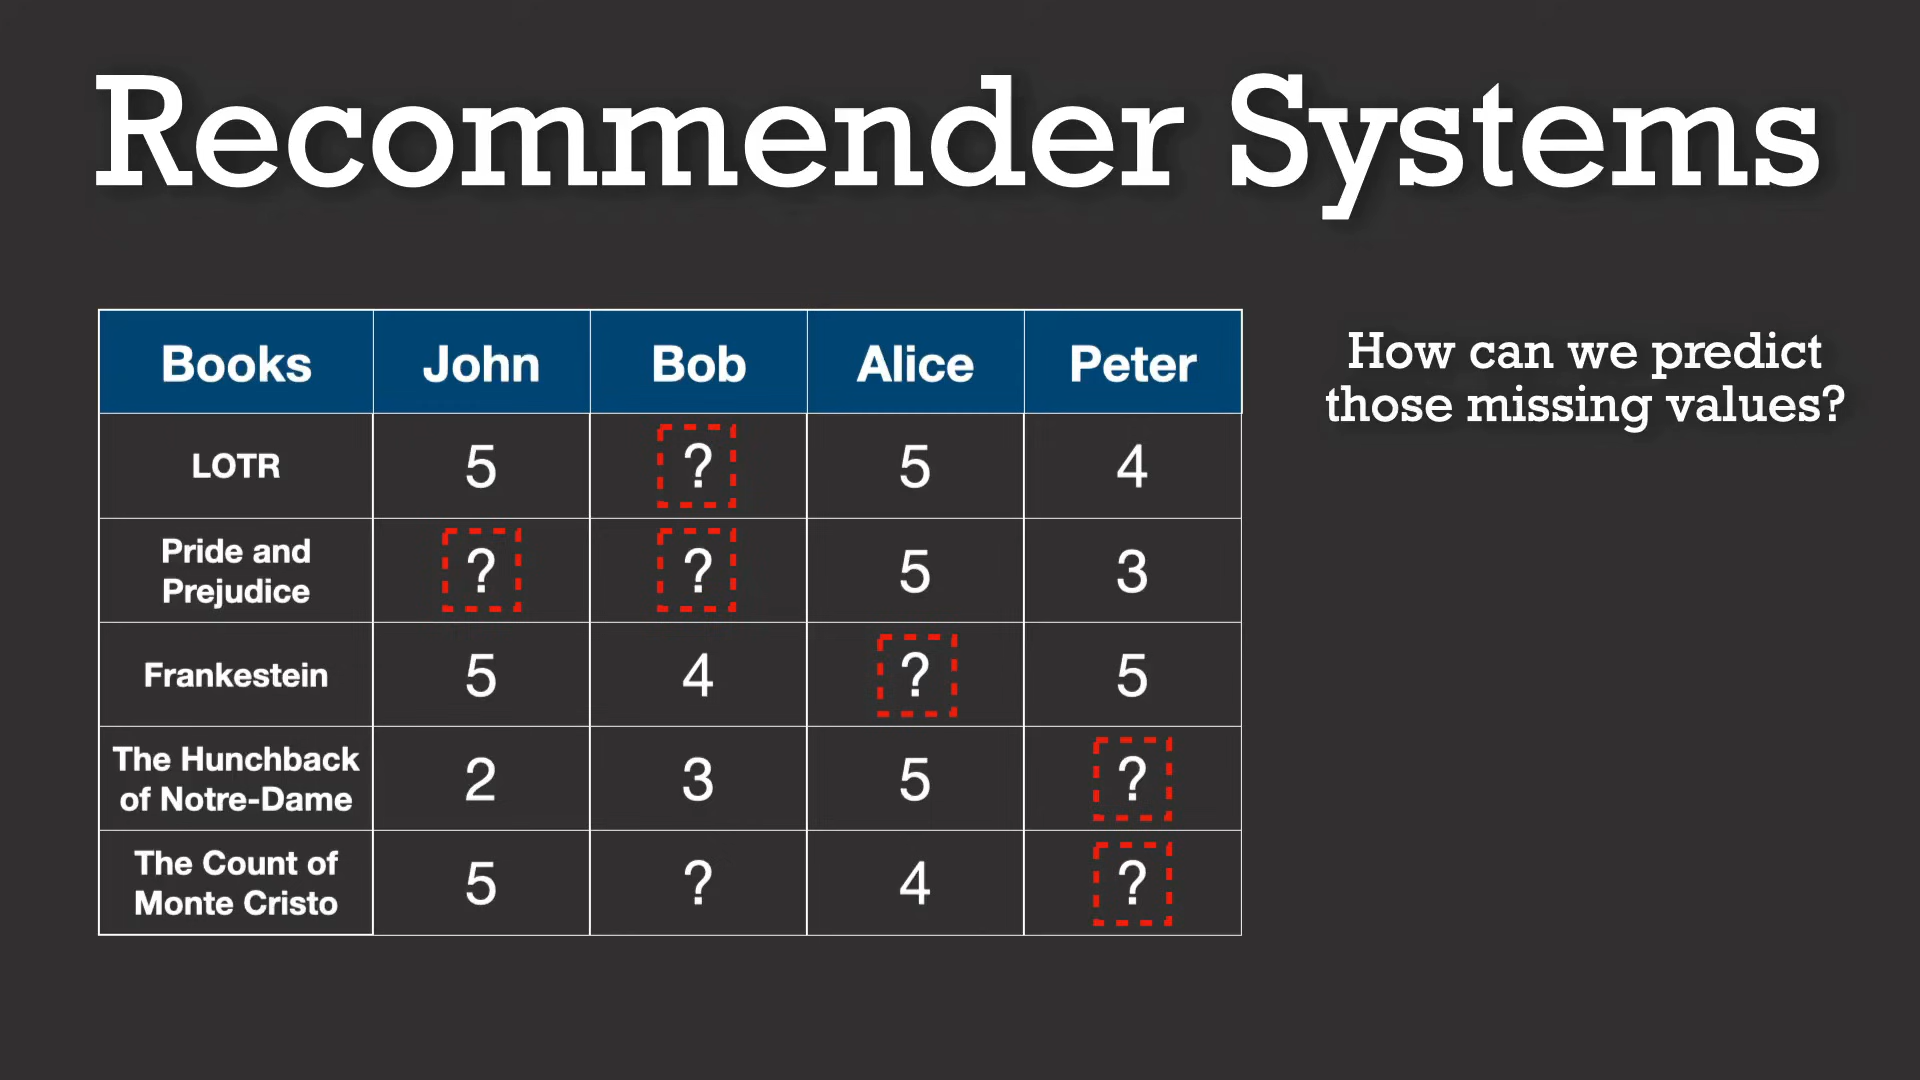 Recommender Systems
Books John Bob Alice Peter
LOTR 5 ? 5 4
Pride and
Prejudice ? ? 5 3
Frankestein 5 4 ? 5
The Hunchback
of Notre-Dame 2 3 5 ?
The Count of
Monte Cristo 5 ? 4 ?
How can we predict
those missing values?